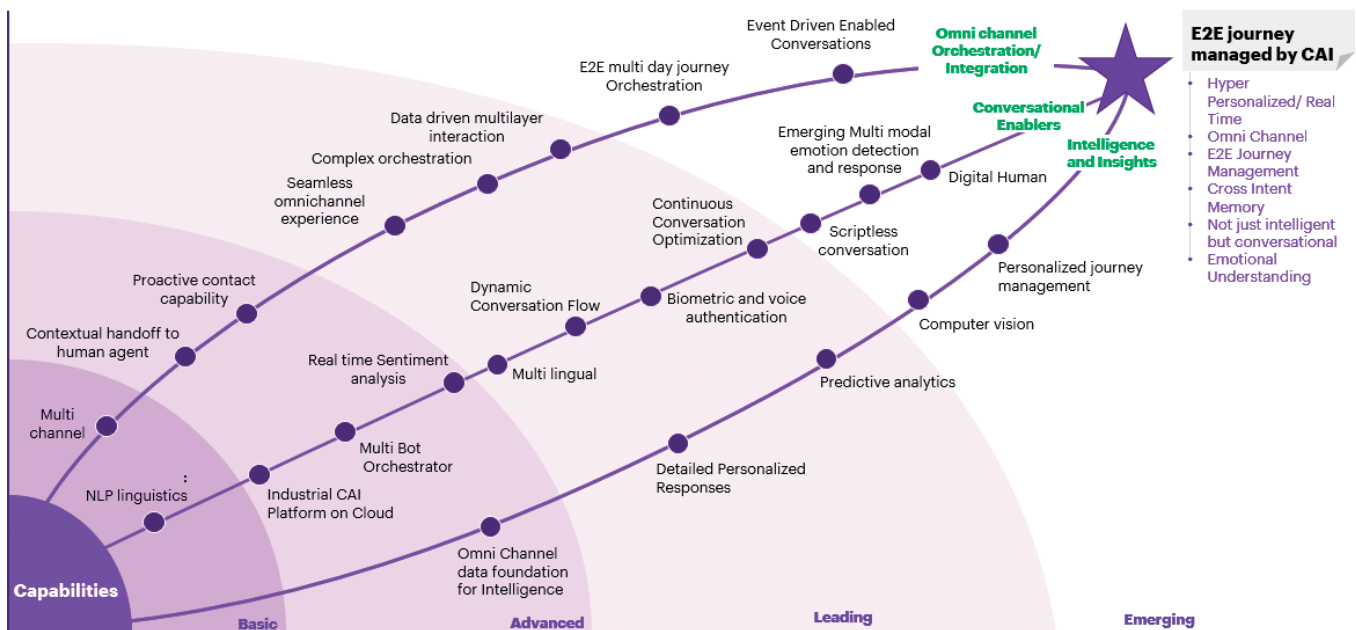 Event Driven Enabled
Conversations
Omni channel
Orchestration/
Integration
E2E journey
managed by CAI
E2E multi day journey
Orchestration
• Hyper
Personalized/ Real
Time
• Omni Channel
• E2E Journey
Management
• Cross Intent
Memory
• Not just intelligent
but conversational
• Emotional
Understanding
Data driven multilayer
interaction
Complex orchestration
Seamless
omnichannel
experience
Conversational
Enablers
Intelligence
and Insights
Emerging Multi modal
emotion detection
and response
Digital Human
Continuous
Conversation
Optimization
Scriptless
conversation
Proactive contact
capability
Contextual handoff to
human agent
Dynamic
Conversation Flow
Biometric and voice
authentication
Personalized journey
management
Computer vision
Real time Sentiment
analysis
Multi lingual
Predictive analytics
Multi
channel
Multi Bot
Orchestrator
:
NLP linguistics
Industrial CAI
Platform on Cloud
Detailed Personalized
Responses
Omni Channel
data foundation
for Intelligence
Capabilities
Basic
Advanced
Leading
Emerging